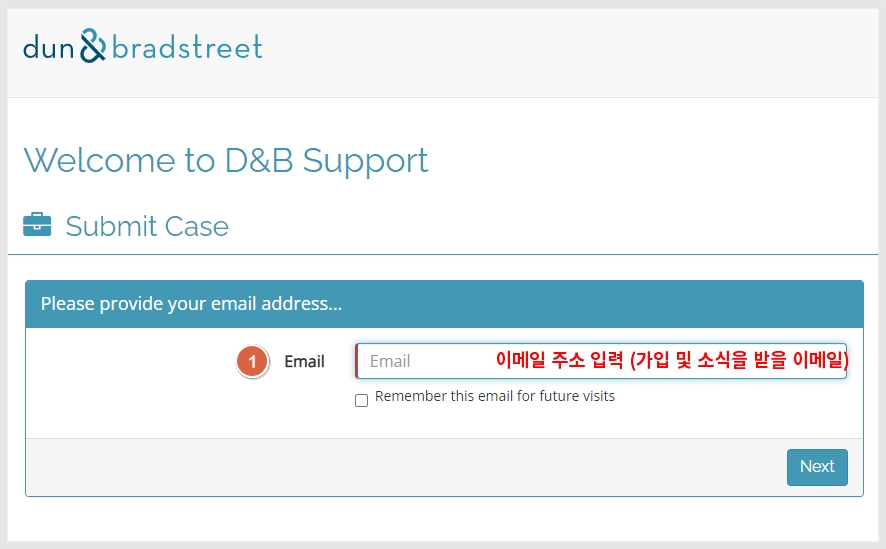 dun & bradstreet
Welcome to D&B Support
Submit Case
Please provide your email address...
1 Email Email 이메일 주소 입력 (가입 및 소식을 받을 이메일)
Remember this email for future visits
Next